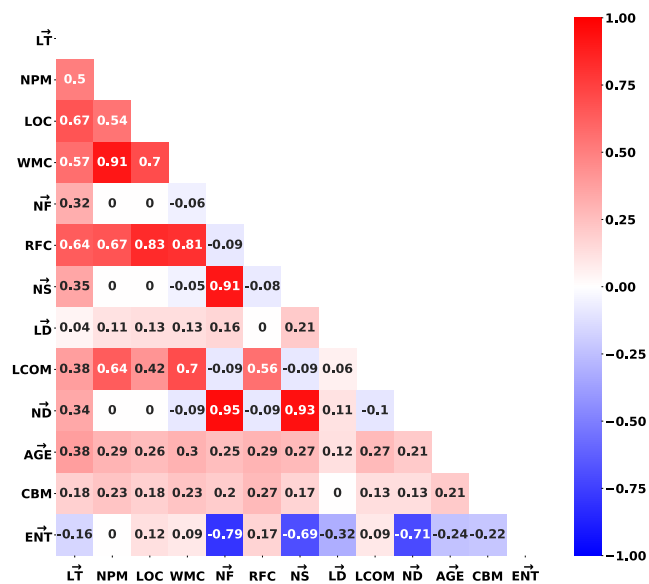 LT
NPM 0.5
LOC 0.67 0.54
WMC 0.57 0.91 0.7
NF 0.32 0 0 -0.06
RFC 0.64 0.67 0.83 0.81 -0.09
NS 0.35 0 0 -0.05 0.91 -0.08
LD 0.04 0.11 0.13 0.13 0.16 0 0.21
LCOM 0.38 0.64 0.42 0.7 -0.09 0.56 -0.09 0.06
ND 0.34 0 0 -0.09 0.95 -0.09 0.93 0.11 -0.1
AGE 0.38 0.29 0.26 0.3 0.25 0.29 0.27 0.12 0.27 0.21
CBM 0.18 0.23 0.18 0.23 0.2 0.27 0.17 0 0.13 0.13 0.21
ENT -0.16 0 0.12 0.09 -0.79 0.17 -0.69 -0.32 0.09 -0.71 -0.24 -0.22
LT NPM LOC WMC NF RFC NS LD LCOM ND AGE CBM ENT
1.00
0.75
0.50
0.25
0.00
−0.25
−0.50
−0.75
−1.00